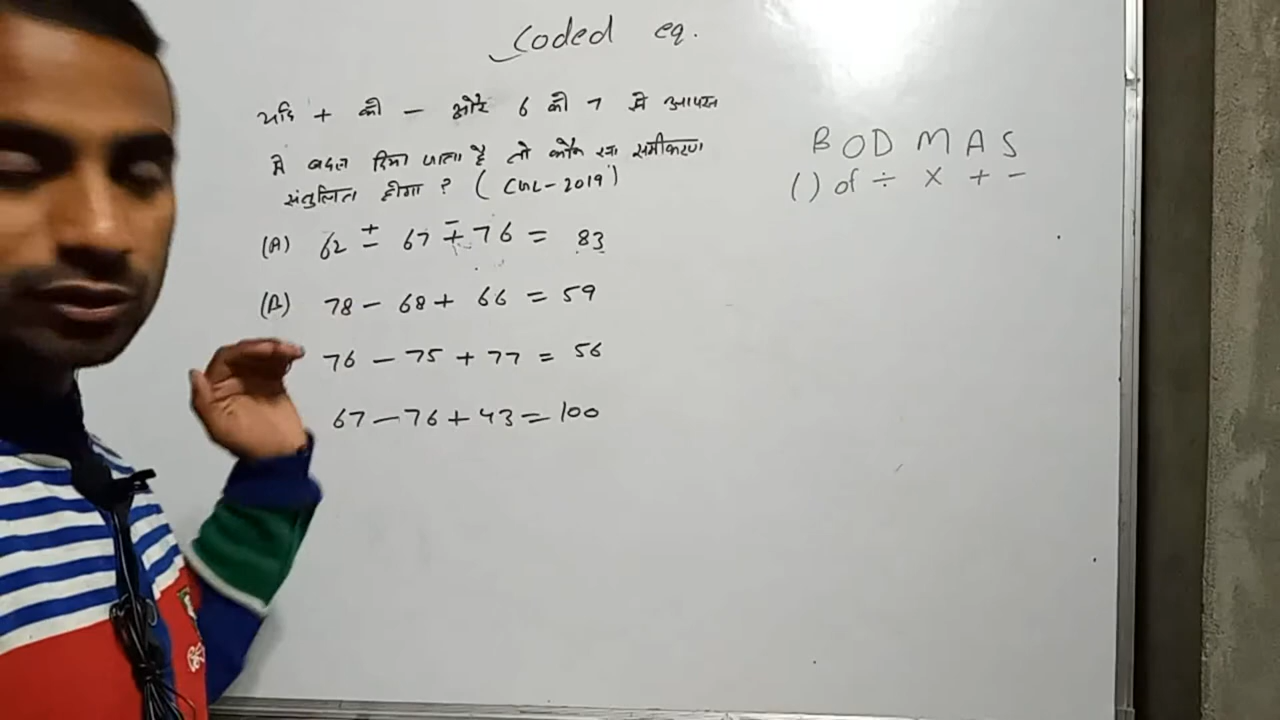 Coded eq.
यदि + को - और 6 को 7 से आपस
मे बदल दिया जाता है तो कौन सा समीकरण
संतुलित होगा ? ( CGL-2019 )
(A) 62 - 67 + 76 = 83
+ -
(B) 78 - 68 + 66 = 59
76 - 75 + 77 = 56
67 - 76 + 43 = 100
B O D M A S
( ) of ÷ × + -